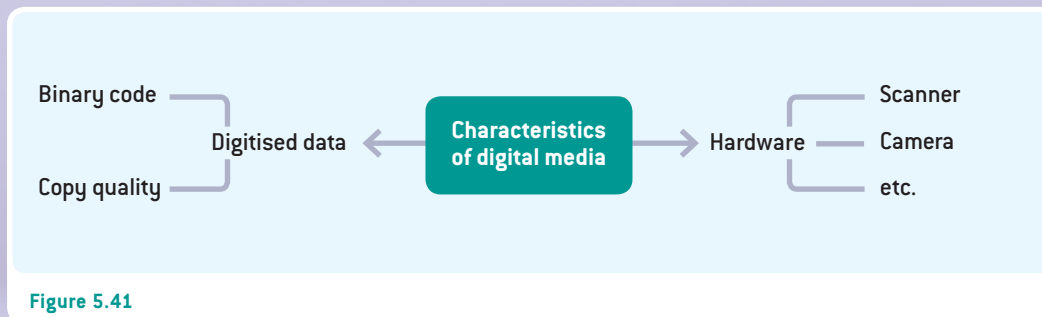 Binary code
Digitised data
Copy quality
Characteristics
of digital media
Hardware
Scanner
Camera
etc.
Figure 5.41